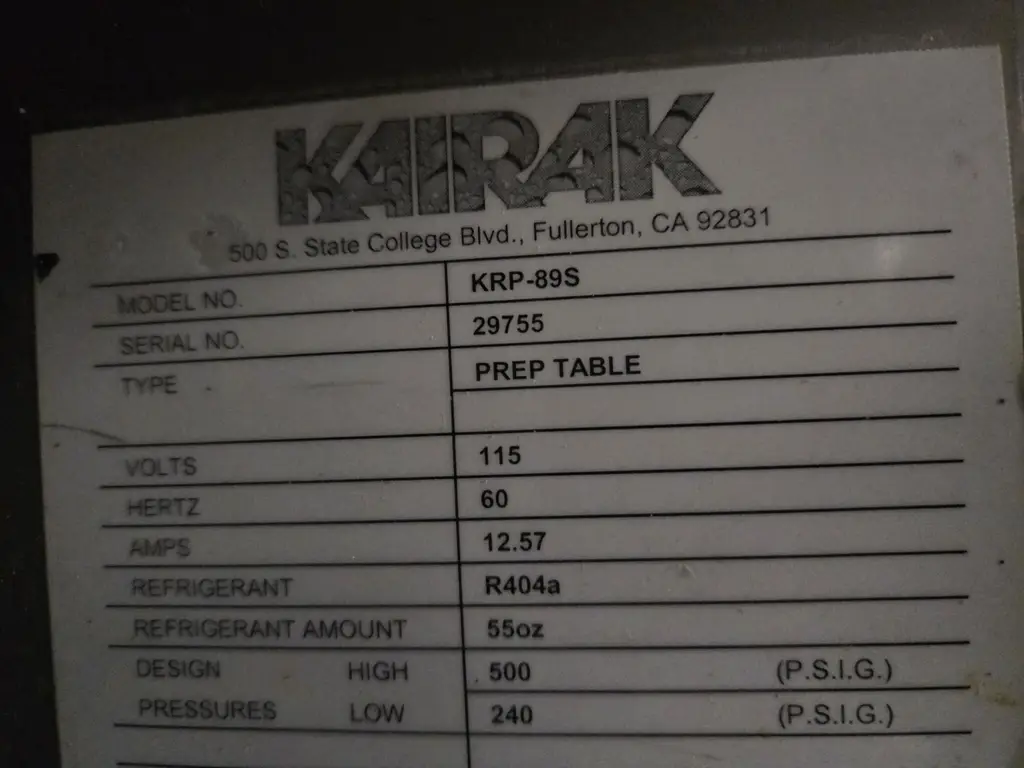 KAIRAK
500 S. State College Blvd., Fullerton, CA 92831
MODEL NO. KRP-89S
SERIAL NO. 29755
TYPE PREP TABLE
VOLTS 115
HERTZ 60
AMPS 12.57
REFRIGERANT R404a
REFRIGERANT AMOUNT 55oz
DESIGN HIGH 500 (P.S.I.G.)
PRESSURES LOW 240 (P.S.I.G.)